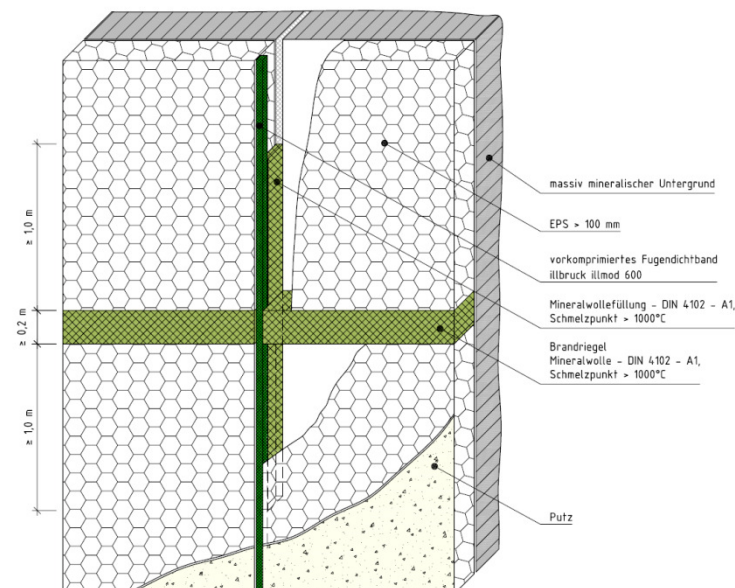 massiv mineralischer Untergrund
EPS > 100 mm
vorkomprimiertes Fugendichtband
illbruck illmod 600
Mineralwollefüllung - DIN 4102 - A1,
Schmelzpunkt > 1000°C
Brandriegel
Mineralwolle - DIN 4102 - A1,
Schmelzpunkt > 1000°C
Putz
≥ 1,0 m
≥ 0,2 m
≥ 1,0 m